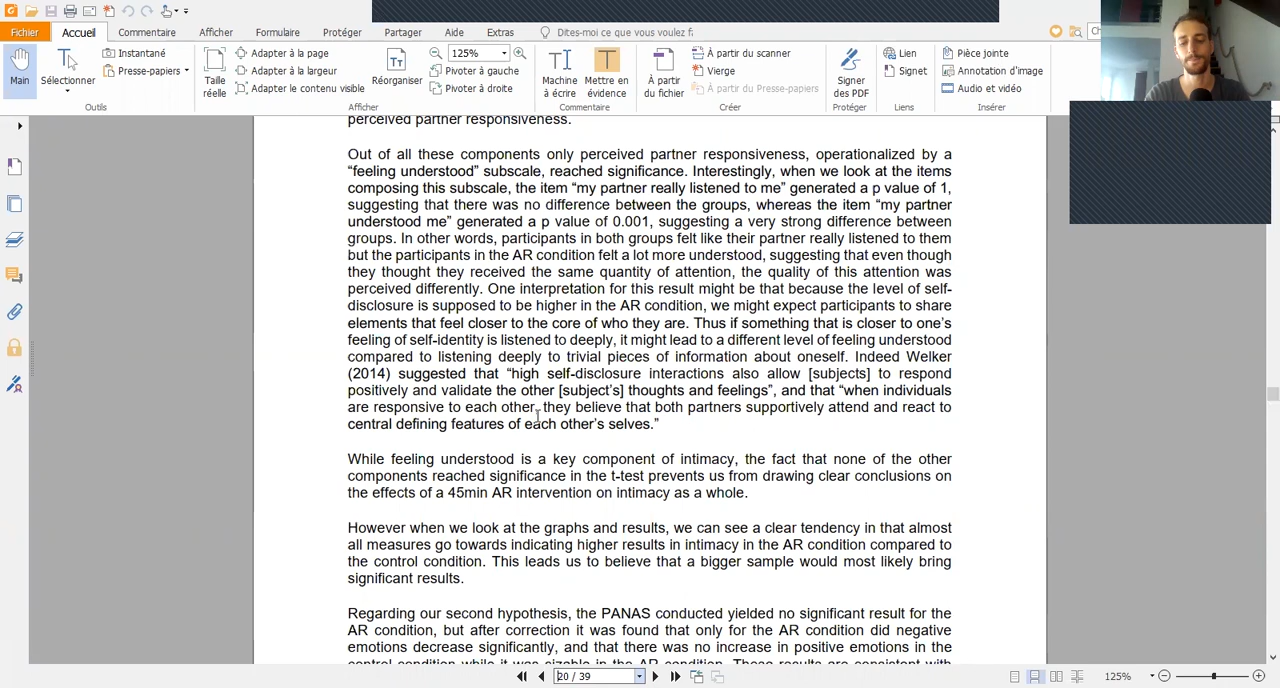 Fichier Accueil Commentaire Afficher Formulaire Protéger Partager Aide Extras Dites-moi ce que vous voulez f
Main
Sélectionner
Instantané
Presse-papiers
Outils
Taille réelle
Adapter à la page
Adapter à la largeur
Adapter le contenu visible
Réorganiser
125%
Pivoter à gauche
Pivoter à droite
Afficher
Machine à écrire
Mettre en évidence
Commentaire
À partir du fichier
À partir du scanner
Vierge
À partir du Presse-papiers
Créer
Signer des PDF
Protéger
Lien
Signet
Liens
Pièce jointe
Annotation d'image
Audio et vidéo
Insérer
perceived partner responsiveness.
Out of all these components only perceived partner responsiveness, operationalized by a
“feeling understood” subscale, reached significance. Interestingly, when we look at the items
composing this subscale, the item “my partner really listened to me” generated a p value of 1,
suggesting that there was no difference between the groups, whereas the item “my partner
understood me” generated a p value of 0.001, suggesting a very strong difference between
groups. In other words, participants in both groups felt like their partner really listened to them
but the participants in the AR condition felt a lot more understood, suggesting that even though
they thought they received the same quantity of attention, the quality of this attention was
perceived differently. One interpretation for this result might be that because the level of self-
disclosure is supposed to be higher in the AR condition, we might expect participants to share
elements that feel closer to the core of who they are. Thus if something that is closer to one’s
feeling of self-identity is listened to deeply, it might lead to a different level of feeling understood
compared to listening deeply to trivial pieces of information about oneself. Indeed Welker
(2014) suggested that “high self-disclosure interactions also allow [subjects] to respond
positively and validate the other [subject’s] thoughts and feelings”, and that “when individuals
are responsive to each other, they believe that both partners supportively attend and react to
central defining features of each other’s selves.”
While feeling understood is a key component of intimacy, the fact that none of the other
components reached significance in the t-test prevents us from drawing clear conclusions on
the effects of a 45min AR intervention on intimacy as a whole.
However when we look at the graphs and results, we can see a clear tendency in that almost
all measures go towards indicating higher results in intimacy in the AR condition compared to
the control condition. This leads us to believe that a bigger sample would most likely bring
significant results.
Regarding our second hypothesis, the PANAS conducted yielded no significant result for the
AR condition, but after correction it was found that only for the AR condition did negative
emotions decrease significantly, and that there was no increase in positive emotions in the
control condition while it was sizable in the AR condition. These results are consistent with
20 / 39
125%